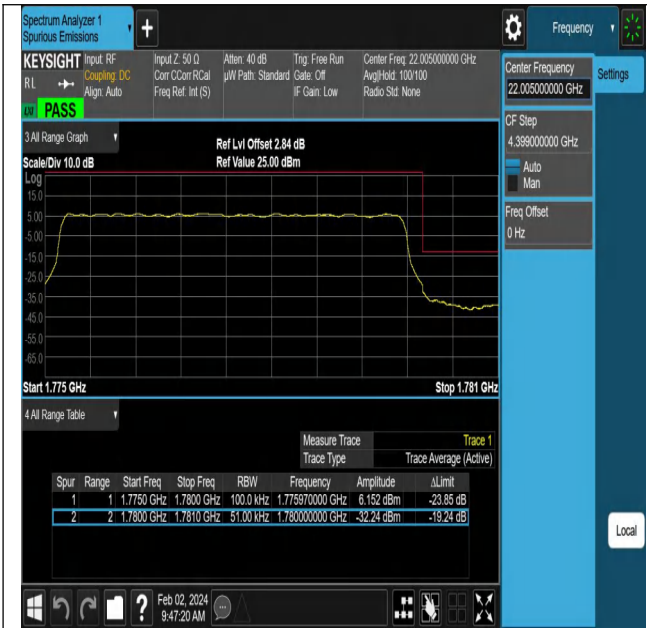 Spectrum Analyzer 1
Spurious Emissions
Frequency
KEYSIGHT
RL
Input: RF
Coupling: DC
Align: Auto
Input Z: 50 Ω
Corr CCorr RCal
Freq Ref: Int (S)
Atten: 40 dB
µW Path: Standard
Trig: Free Run
Gate: Off
IF Gain: Low
Center Freq: 22.005000000 GHz
Avg|Hold: 100/100
Radio Std: None
PASS
Center Frequency
22.005000000 GHz
Settings
CF Step
4.399000000 GHz
Auto
Man
Freq Offset
0 Hz
3 All Range Graph
Scale/Div 10.0 dB
Ref Lvl Offset 2.84 dB
Ref Value 25.00 dBm
Log
15.0
5.00
-5.00
-15.0
-25.0
-35.0
-45.0
-55.0
-65.0
Start 1.775 GHz
Stop 1.781 GHz
4 All Range Table
Measure Trace Trace 1
Trace Type Trace Average (Active)
Spur Range Start Freq Stop Freq RBW Frequency Amplitude ΔLimit
1 1 1.7750 GHz 1.7800 GHz 100.0 kHz 1.775970000 GHz 6.152 dBm -23.85 dB
2 2 1.7800 GHz 1.7810 GHz 51.00 kHz 1.780000000 GHz -32.24 dBm -19.24 dB
Local
Feb 02, 2024
9:47:20 AM